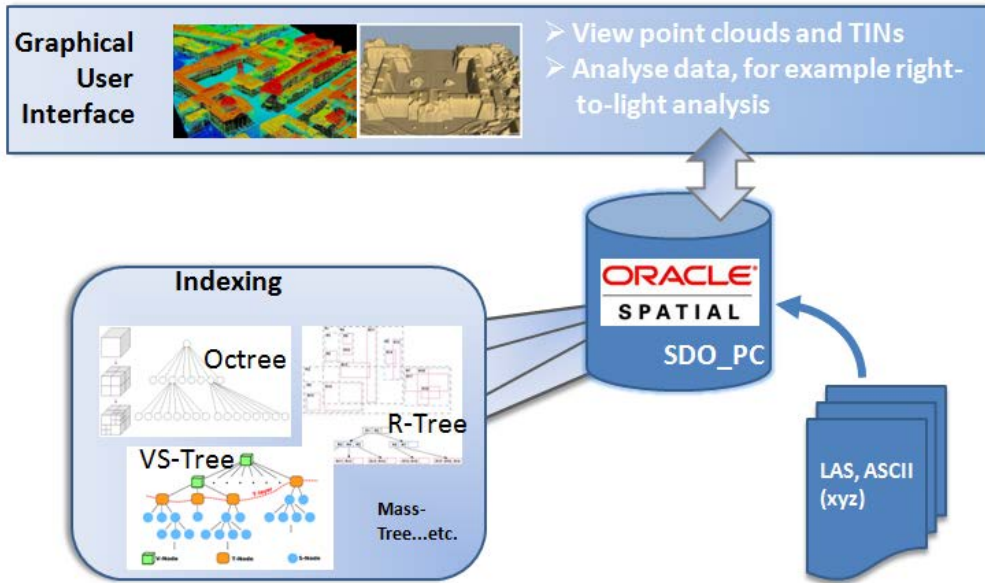 Graphical
User
Interface
➢ View point clouds and TINs
➢ Analyse data, for example right-
to-light analysis
Indexing
Octree
R-Tree
VS-Tree
T-layer
Mass-
Tree...etc.
V-Node
T-Node
S-Node
ORACLE®
SPATIAL
SDO_PC
LAS, ASCII
(xyz)